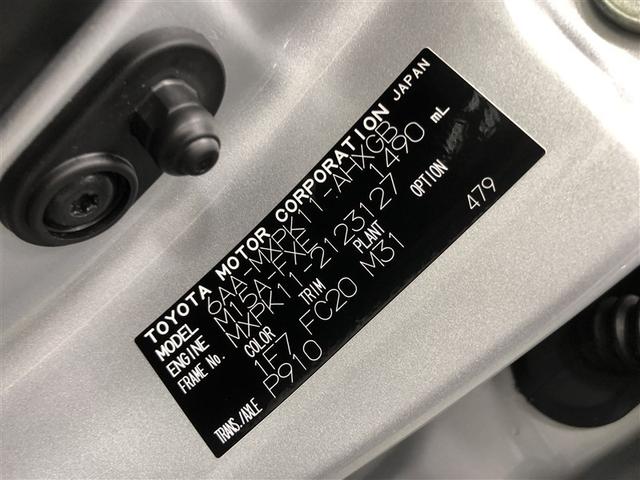 TOYOTA MOTOR CORPORATION JAPAN
MODEL 6AA-MXPK11-AHXGB
ENGINE M15A-FXE 1490 mL
FRAME No. MXPK11-2123127
COLOR TRIM PLANT OPTION
1F7 FC20 M31 479
TRANS./AXLE P910